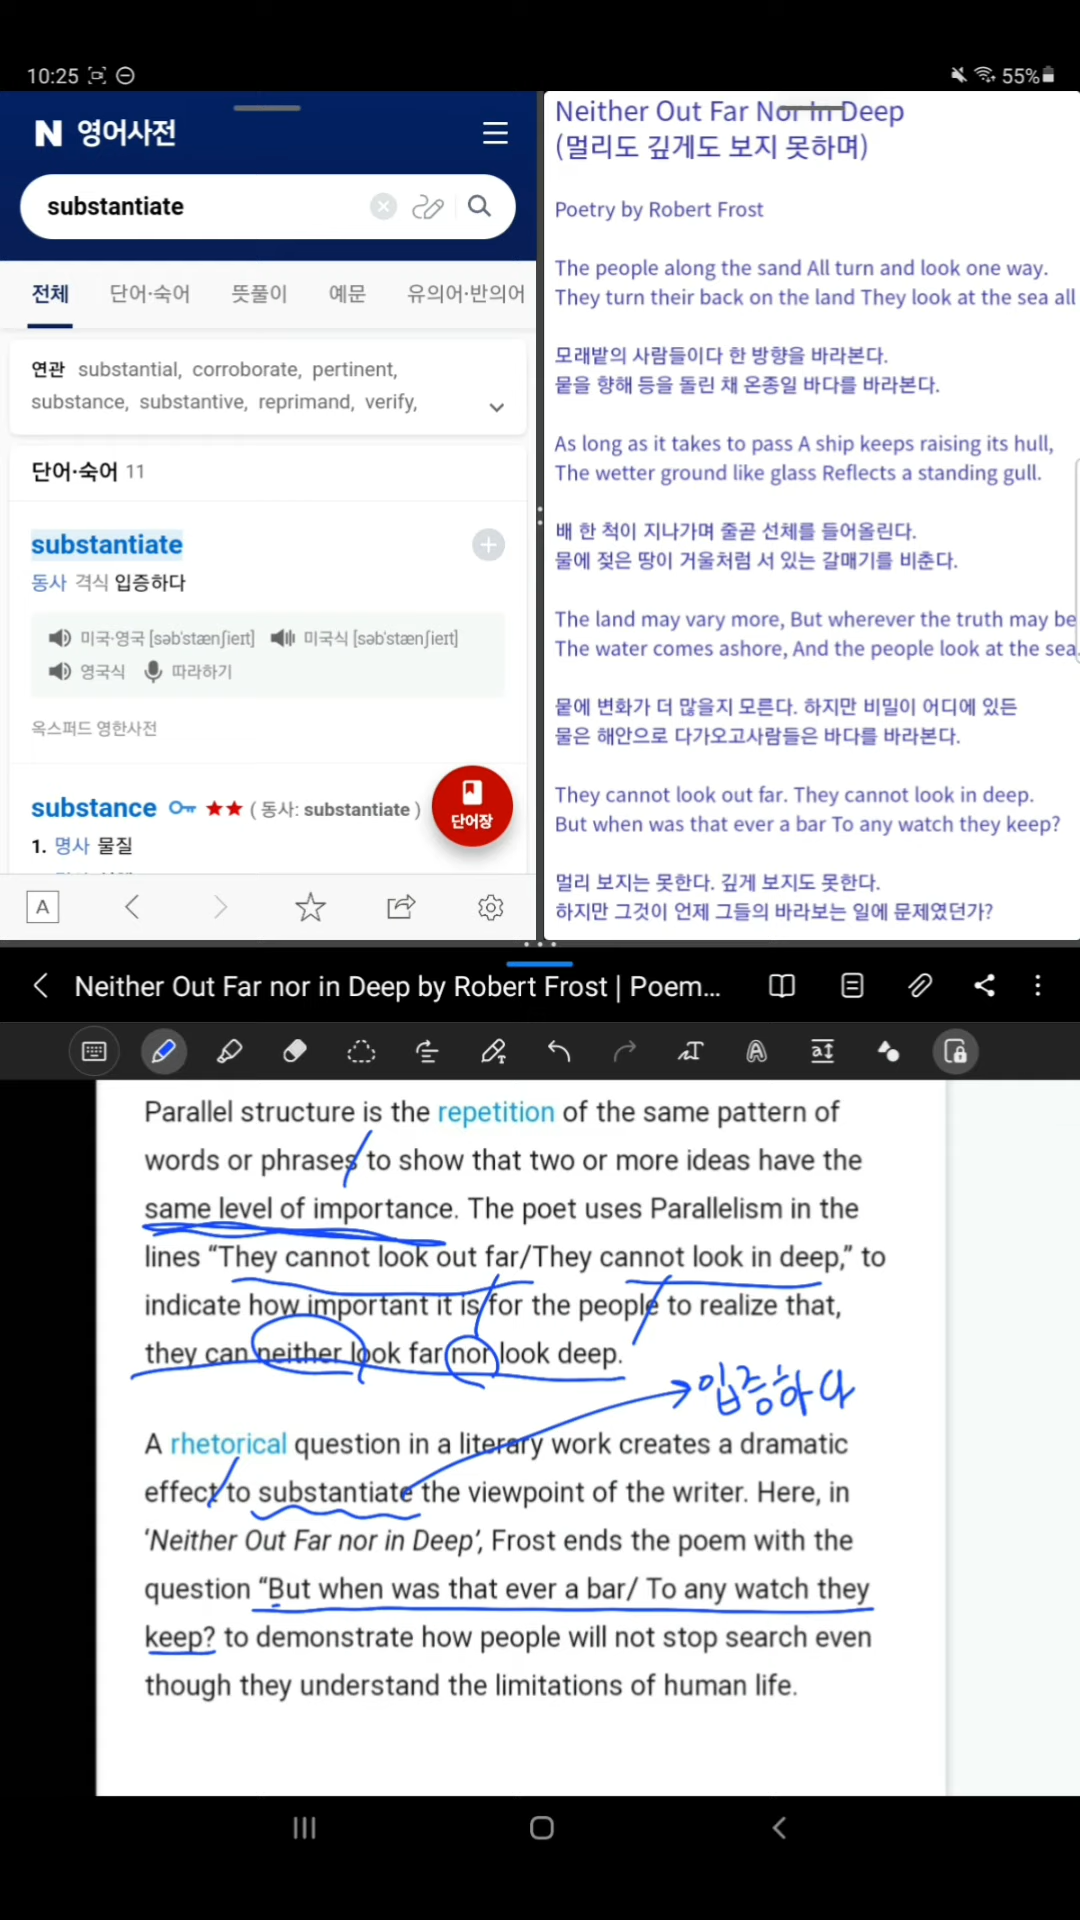 10:25
55%
N 영어사전
substantiate
전체 단어·숙어 뜻풀이 예문 유의어·반의어
연관 substantial, corroborate, pertinent,
substance, substantive, reprimand, verify,
단어·숙어 11
substantiate
동사 격식 입증하다
미국·영국 [səbˈstænʃieɪt] 미국식 [səbˈstænʃieɪt]
영국식 따라하기
옥스퍼드 영한사전
substance ★★ ( 동사: substantiate )
단어장
1. 명사 물질
A
Neither Out Far Nor In Deep
(멀리도 깊게도 보지 못하며)
Poetry by Robert Frost
The people along the sand All turn and look one way.
They turn their back on the land They look at the sea all
모래밭의 사람들이다 한 방향을 바라본다.
뭍을 향해 등을 돌린 채 온종일 바다를 바라본다.
As long as it takes to pass A ship keeps raising its hull,
The wetter ground like glass Reflects a standing gull.
배 한 척이 지나가며 줄곧 선체를 들어올린다.
물에 젖은 땅이 거울처럼 서 있는 갈매기를 비춘다.
The land may vary more, But wherever the truth may be
The water comes ashore, And the people look at the sea.
뭍에 변화가 더 많을지 모른다. 하지만 비밀이 어디에 있든
물은 해안으로 다가오고사람들은 바다를 바라본다.
They cannot look out far. They cannot look in deep.
But when was that ever a bar To any watch they keep?
멀리 보지는 못한다. 깊게 보지도 못한다.
하지만 그것이 언제 그들의 바라보는 일에 문제였던가?
Neither Out Far nor in Deep by Robert Frost | Poem...
Parallel structure is the repetition of the same pattern of
words or phrases to show that two or more ideas have the
same level of importance. The poet uses Parallelism in the
lines “They cannot look out far/They cannot look in deep,” to
indicate how important it is for the people to realize that,
they can neither look far nor look deep.
입증하다
A rhetorical question in a literary work creates a dramatic
effect to substantiate the viewpoint of the writer. Here, in
‘Neither Out Far nor in Deep’, Frost ends the poem with the
question “But when was that ever a bar/ To any watch they
keep? to demonstrate how people will not stop search even
though they understand the limitations of human life.